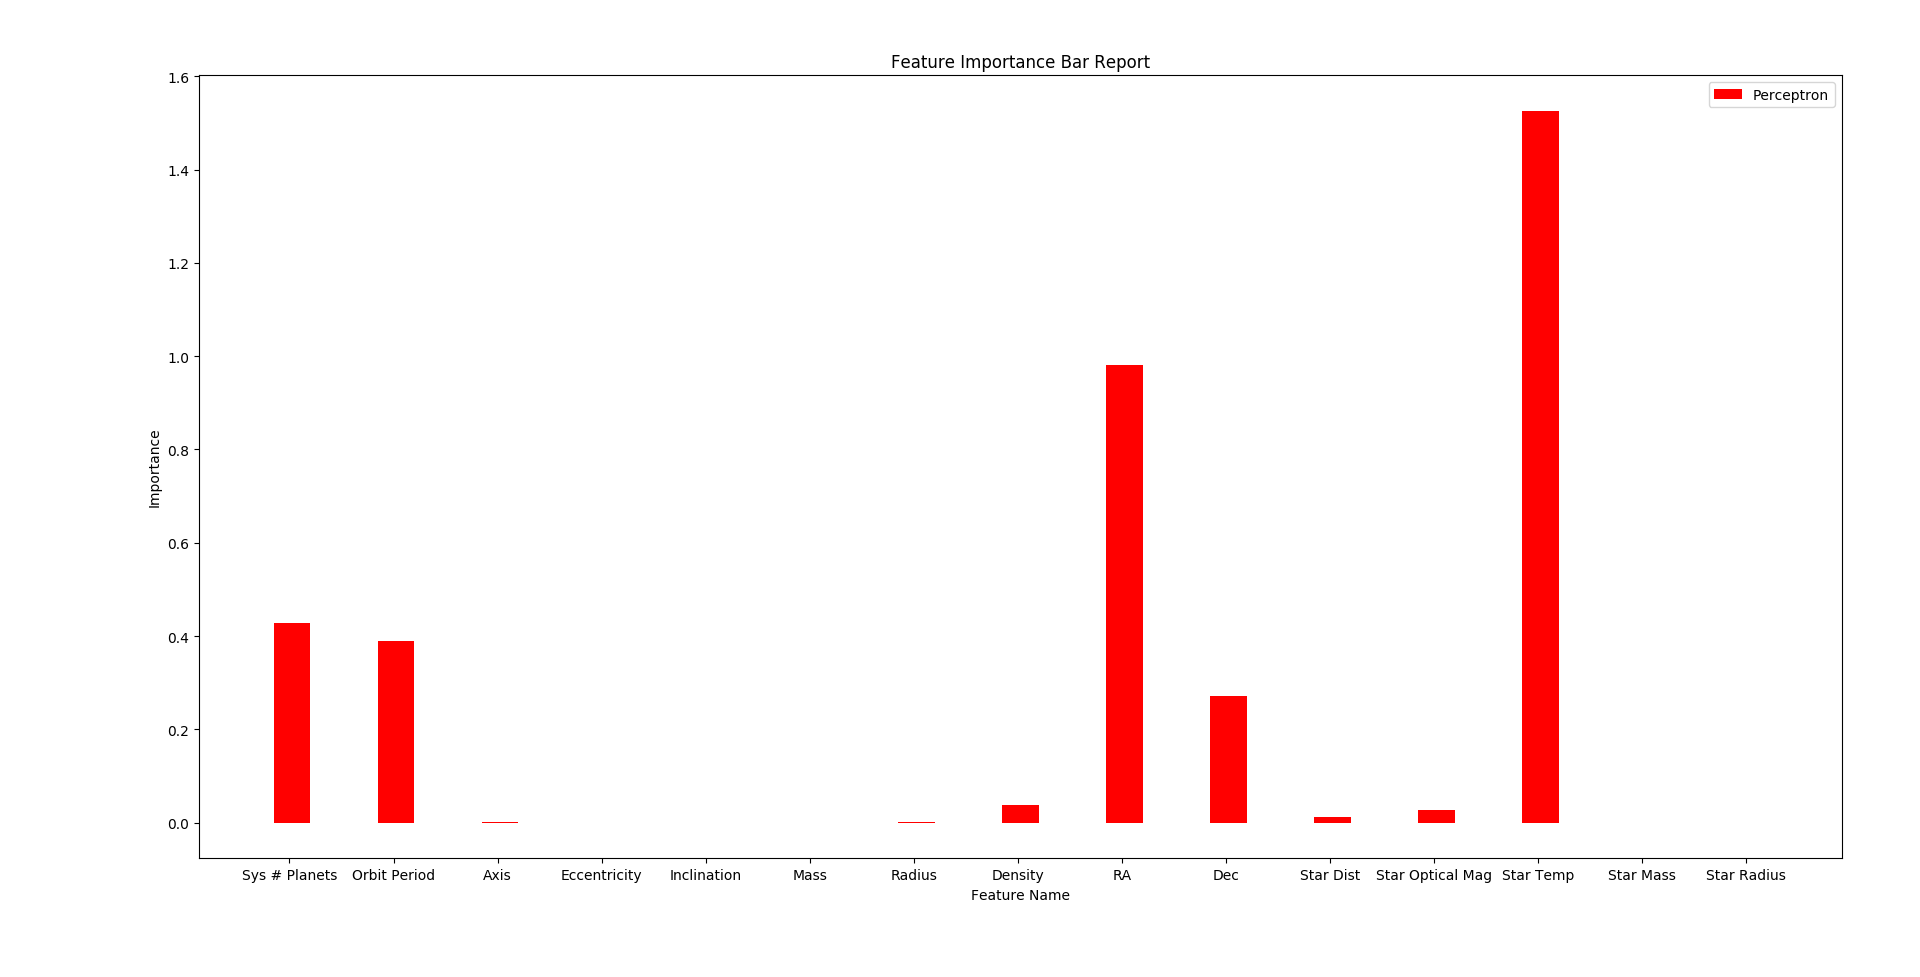 Feature Importance Bar Report
Perceptron
1.6
1.4
1.2
1.0
0.8
0.6
0.4
0.2
0.0
Importance
Sys # Planets Orbit Period Axis Eccentricity Inclination Mass Radius Density RA Dec Star Dist Star Optical Mag Star Temp Star Mass Star Radius
Feature Name